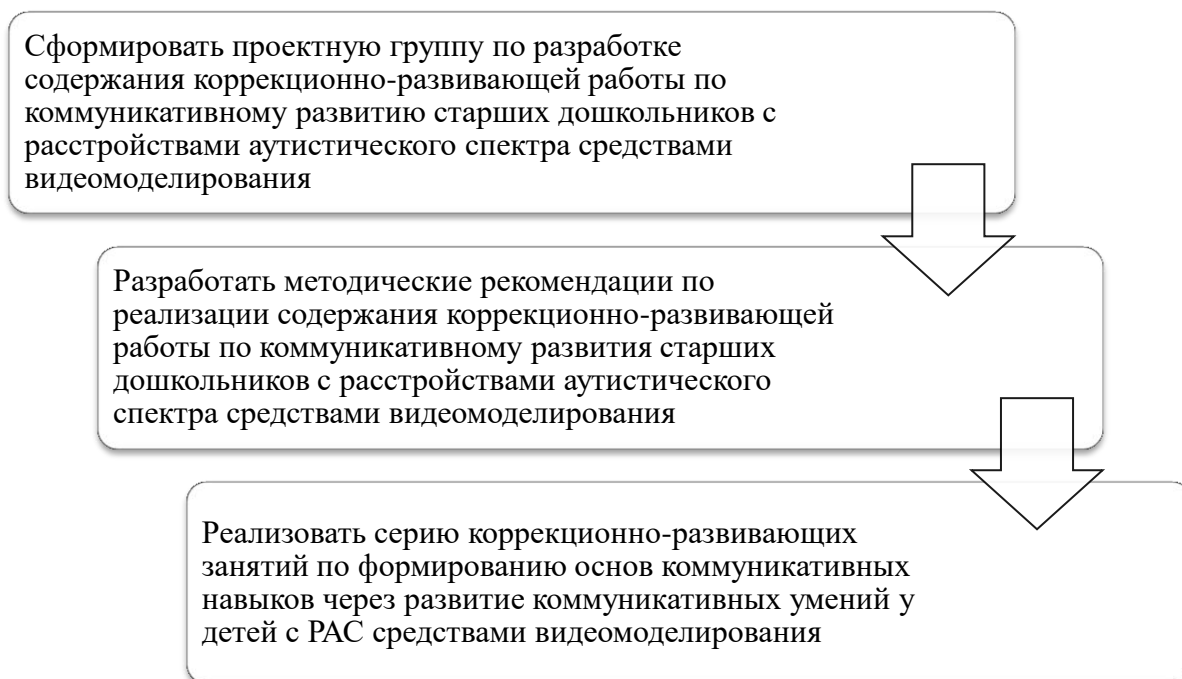 Сформировать проектную группу по разработке
содержания коррекционно-развивающей работы по
коммуникативному развитию старших дошкольников с
расстройствами аутистического спектра средствами
видеомоделирования
Разработать методические рекомендации по
реализации содержания коррекционно-развивающей
работы по коммуникативному развития старших
дошкольников с расстройствами аутистического
спектра средствами видеомоделирования
Реализовать серию коррекционно-развивающих
занятий по формированию основ коммуникативных
навыков через развитие коммуникативных умений у
детей с РАС средствами видеомоделирования